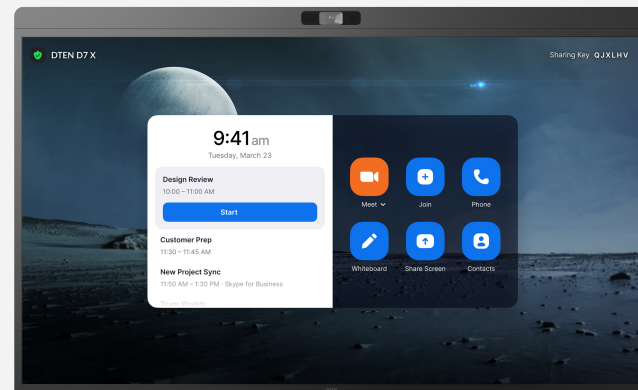 DTEN D7 X
Sharing Key QJXLHV
9:41am
Tuesday, March 23
Design Review
10:00 – 11:00 AM
Start
Customer Prep
11:30 – 11:45 AM
New Project Sync
11:50 AM – 1:30 PM · Skype for Business
Team Weekly
Meet
Join
Phone
Whiteboard
Share Screen
Contacts